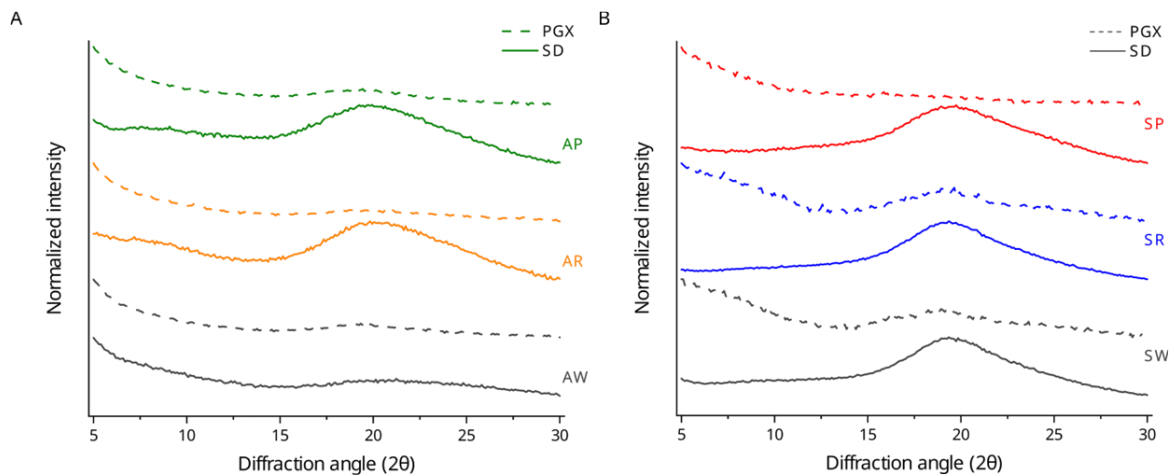 A
PGX
SD
AP
AR
AW
Normalized intensity
5 10 15 20 25 30
Diffraction angle (2θ)
B
PGX
SD
SP
SR
SW
Normalized intensity
5 10 15 20 25 30
Diffraction angle (2θ)